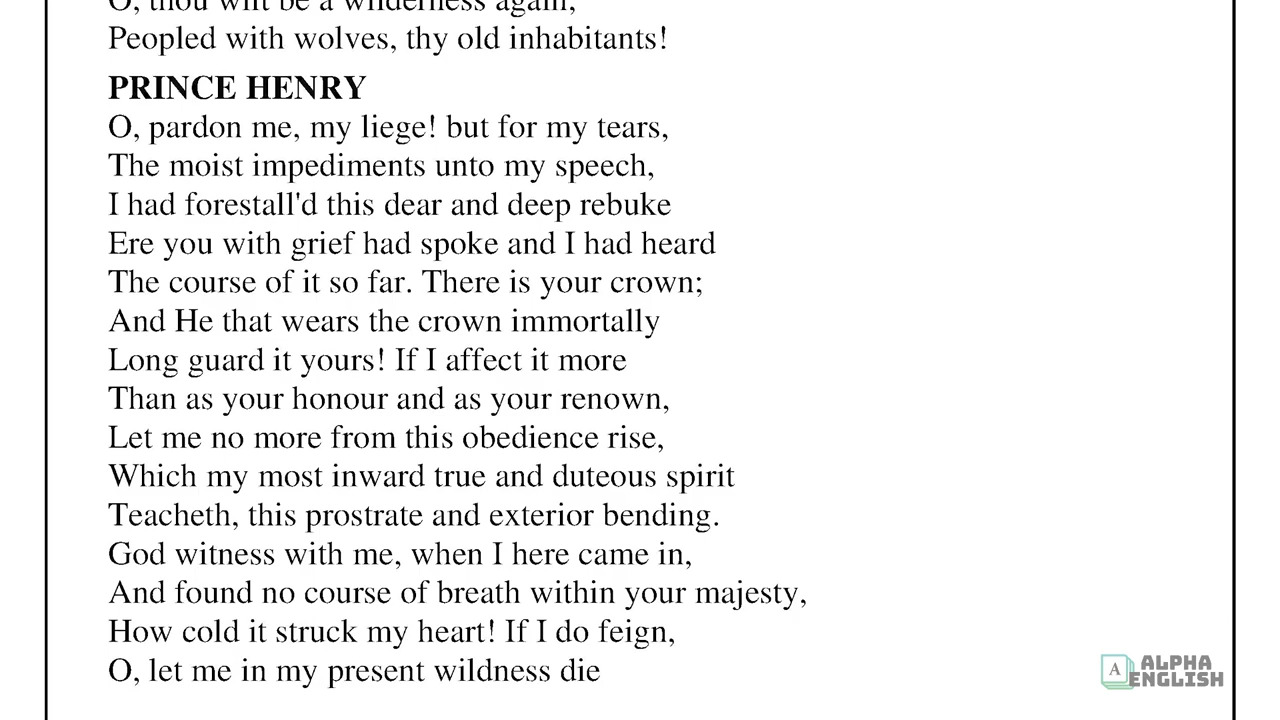 O, thou wilt be a wilderness again,
Peopled with wolves, thy old inhabitants!
PRINCE HENRY
O, pardon me, my liege! but for my tears,
The moist impediments unto my speech,
I had forestall'd this dear and deep rebuke
Ere you with grief had spoke and I had heard
The course of it so far. There is your crown;
And He that wears the crown immortally
Long guard it yours! If I affect it more
Than as your honour and as your renown,
Let me no more from this obedience rise,
Which my most inward true and duteous spirit
Teacheth, this prostrate and exterior bending.
God witness with me, when I here came in,
And found no course of breath within your majesty,
How cold it struck my heart! If I do feign,
O, let me in my present wildness die
A ALPHA
ENGLISH